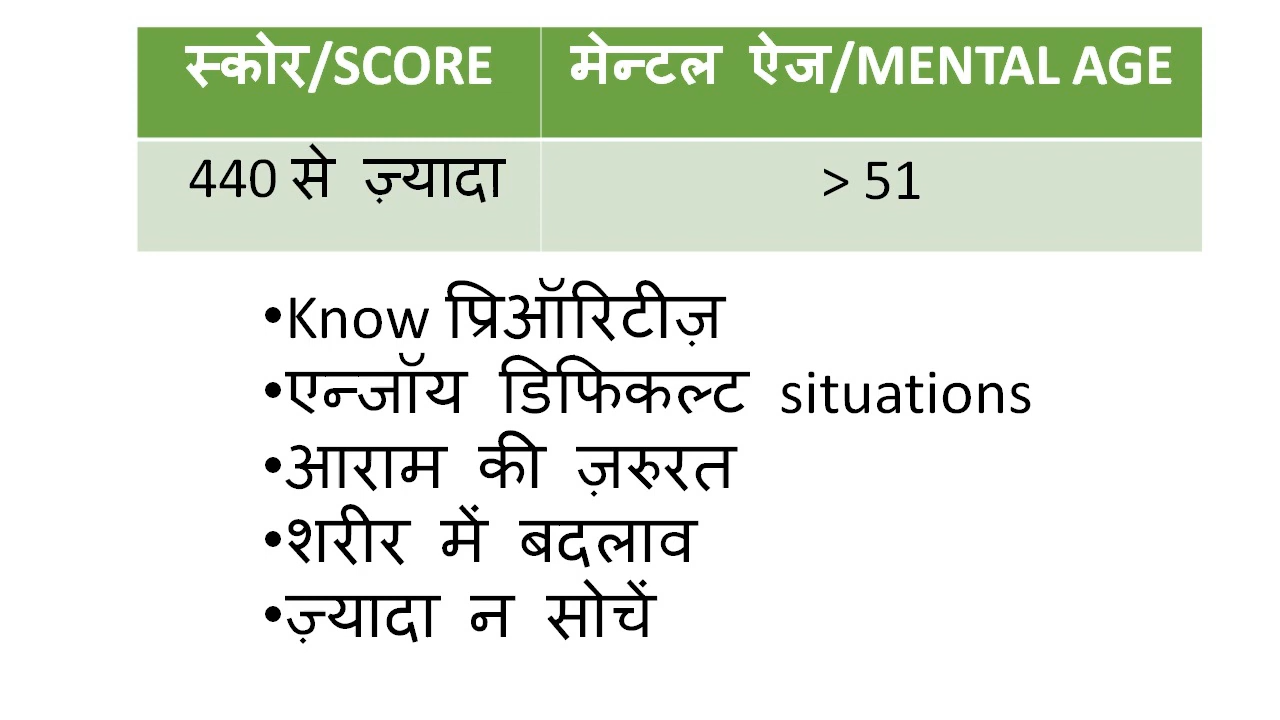 स्कोर/SCORE मेन्टल ऐज/MENTAL AGE
440 से ज़्यादा > 51
•Know प्रिऑरिटीज़
•एन्जॉय डिफिकल्ट situations
•आराम की ज़रुरत
•शरीर में बदलाव
•ज़्यादा न सोचें